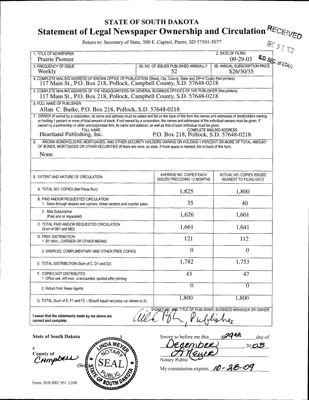 STATE OF SOUTH DAKOTA
Statement of Legal Newspaper Ownership and Circulation
RECEIVED
DEC 31 '03
S.D. SEC. OF STATE
Return to: Secretary of State, 500 E. Capitol, Pierre, SD 57501-5077
1. TITLE OF NEWSPAPER
Prairie Pioneer
2. DATE OF FILING
09-29-03
3. FREQUENCY OF ISSUE
Weekly
3A. NO. OF ISSUES PUBLISHED ANNUALLY
52
3B. ANNUAL SUBSCRIPTION PRICE
$26/30/35
4. COMPLETE MAILING ADDRESS OF KNOWN OFFICE OF PUBLICATION (Street, City, County, State and ZIP+4 Code) (Not printers)
117 Main St., P.O. Box 218, Pollock, Campbell County, S.D. 57648-0218
5. COMPLETE MAILING ADDRESS OF THE HEADQUARTERS OR GENERAL BUSINESS OFFICES OF THE PUBLISHER (Not printers)
117 Main St., P.O. Box 218, Pollock, Campbell County, S.D. 57648-0218
6. FULL NAME OF PUBLISHER:
Allan C. Burke, P.O. Box 218, Pollock, S.D. 57648-0218
7. OWNER (If owned by a corporation, its name and address must be stated and list on the back of this form the names and addresses of stockholders owning
or holding 1 percent or more of total amount of stock. If not owned by a corporation, the names and addresses of the individual owners must be given. If
owned by a partnership or other unincorporated firm, its name and address, as well as that of each individual must be given.
FULL NAME
COMPLETE MAILING ADDRESS
Heartland Publishing, Inc.
P.O. Box 218, Pollock, S.D. 57648-0218
8. KNOWN BONDHOLDERS, MORTGAGES, AND OTHER SECURITY HOLDERS OWNING OR HOLDING 1 PERCENT OR MORE OF TOTAL AMOUNT
OF BONDS, MORTGAGES OR OTHER SECURITIES (If there are none, so state. If more space is needed, list on back of this form.
None
9. EXTENT AND NATURE OF CIRCULATION
AVERAGE NO. COPIES EACH
ISSUED PRECEDING 12 MONTHS
ACTUAL NO. COPIES ISSUED
NEAREST TO FILING DATE
A. TOTAL NO. COPIES (Net Press Run)
1,825
1,800
B. PAID AND/OR REQUESTED CIRCULATION
1. Sales through dealers and carriers, street vendors and counter sales
35
40
2. Mail Subscriptions
(Paid and or requested)
1,626
1,601
C. TOTAL PAID AND/OR REQUESTED CIRCULATION
(Sum of 9B1 and 9B2)
1,661
1,641
D. FREE DISTRIBUTION
1. BY MAIL, CARRIER OR OTHER MEANS
121
112
2. SAMPLES, COMPLIMENTARY AND OTHER FREE COPIES
0
0
E. TOTAL DISTRIBUTION (Sum of C, D1 and D2)
1,782
1,753
F. COPIES NOT DISTRIBUTED
1. Office use, left over, unaccounted, spoiled after printing
43
47
2. Return from News Agents
0
0
G. TOTAL (Sum of E, F1 and F2 - Should equal net press run shown in A)
1,800
1,800
I swear that the statements made by me above are
correct and complete.
SIGNATURE AND TITLE OF PUBLISHER, BUSINESS MANAGER OR OWNER
Publisher
State of South Dakota
County of
Campbell
LINDA MEYER
NOTARY
SEAL
PUBLIC
SOUTH DAKOTA
Sworn to before me this 29th day of
December 2003
Notary Public
My commission expires 10-28-09
Form: SOS REC 051 12/00